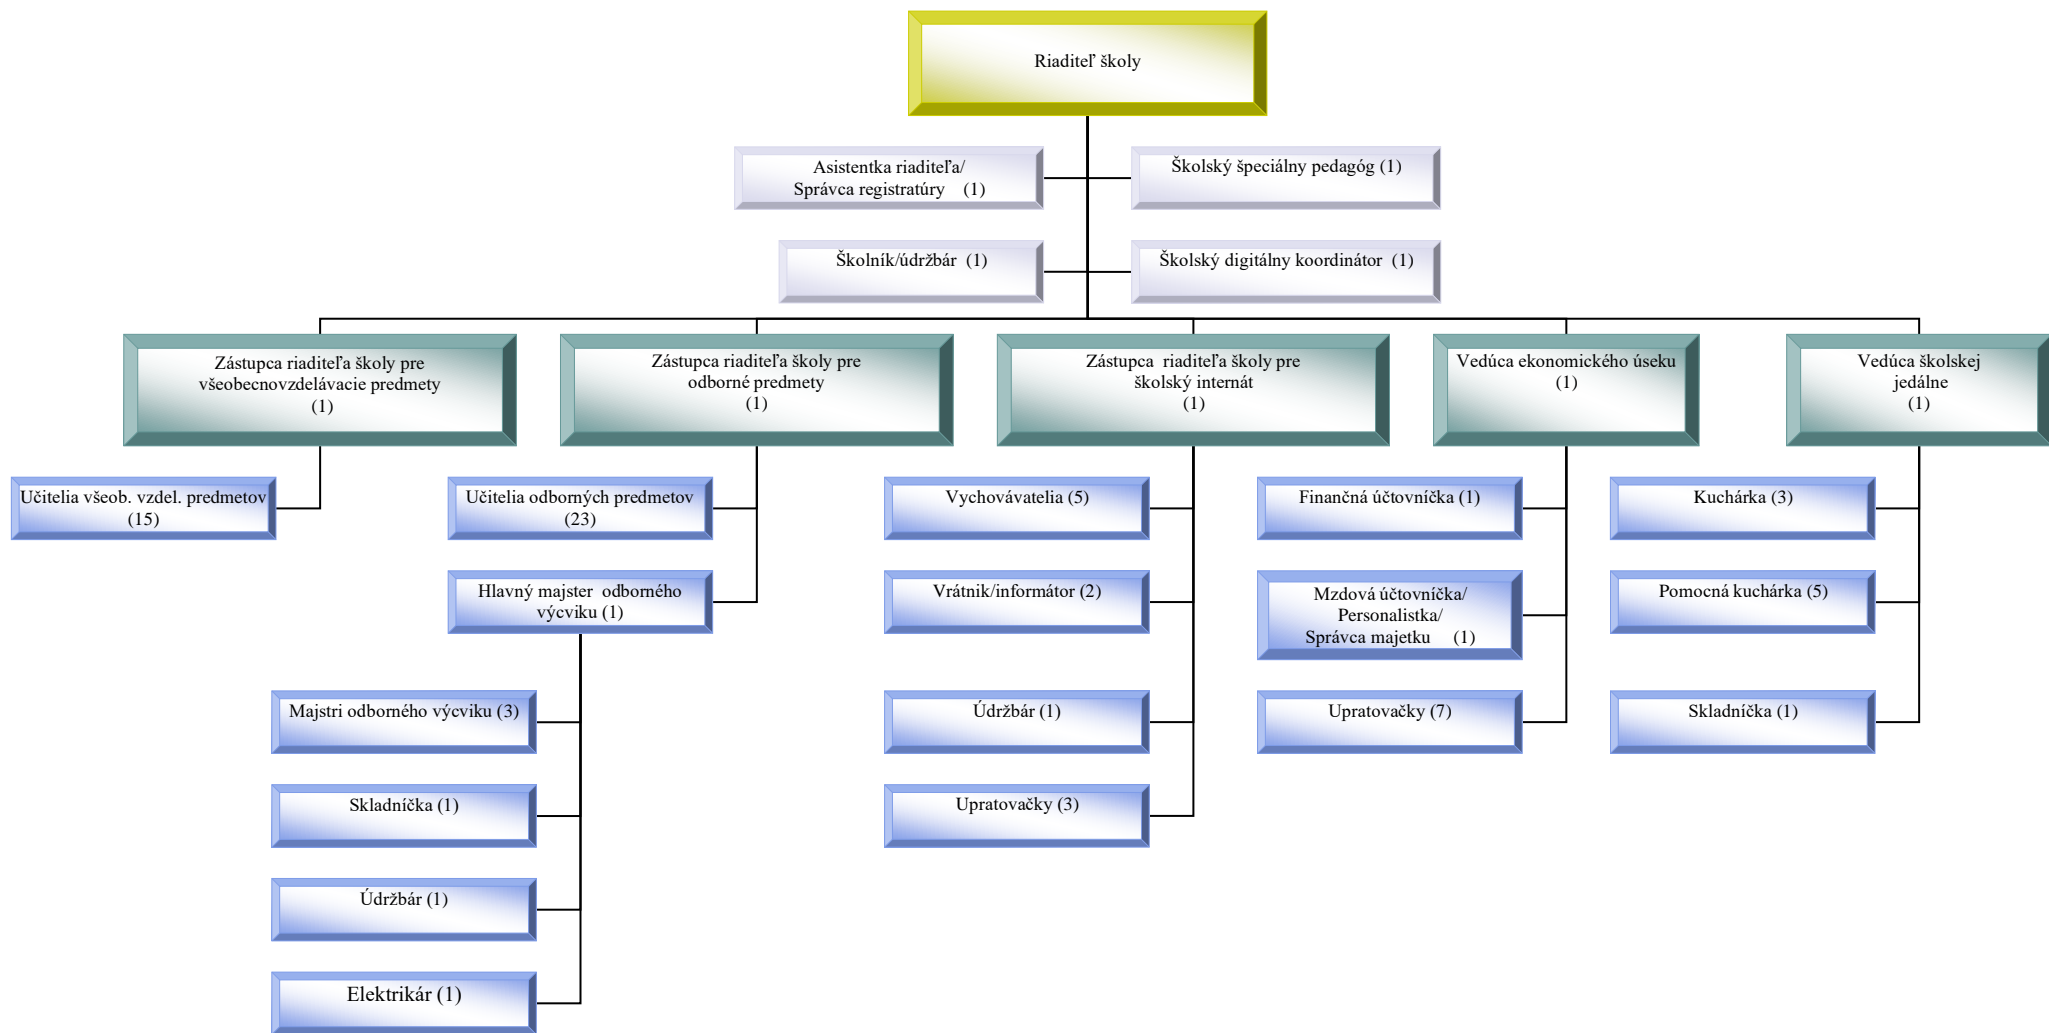 Riaditeľ školy
Asistentka riaditeľa/
Správca registratúry (1)
Školský špeciálny pedagóg (1)
Školník/údržbár (1)
Školský digitálny koordinátor (1)
Zástupca riaditeľa školy pre
všeobecnovzdelávacie predmety
(1)
Zástupca riaditeľa školy pre
odborné predmety
(1)
Zástupca riaditeľa školy pre
školský internát
(1)
Vedúca ekonomického úseku
(1)
Vedúca školskej
jedálne
(1)
Učitelia všeob. vzdel. predmetov
(15)
Učitelia odborných predmetov
(23)
Vychovávatelia (5)
Finančná účtovníčka (1)
Kuchárka (3)
Hlavný majster odborného
výcviku (1)
Vrátnik/informátor (2)
Mzdová účtovníčka/
Personalistka/
Správca majetku (1)
Pomocná kuchárka (5)
Majstri odborného výcviku (3)
Údržbár (1)
Upratovačky (7)
Skladníčka (1)
Skladníčka (1)
Upratovačky (3)
Údržbár (1)
Elektrikár (1)